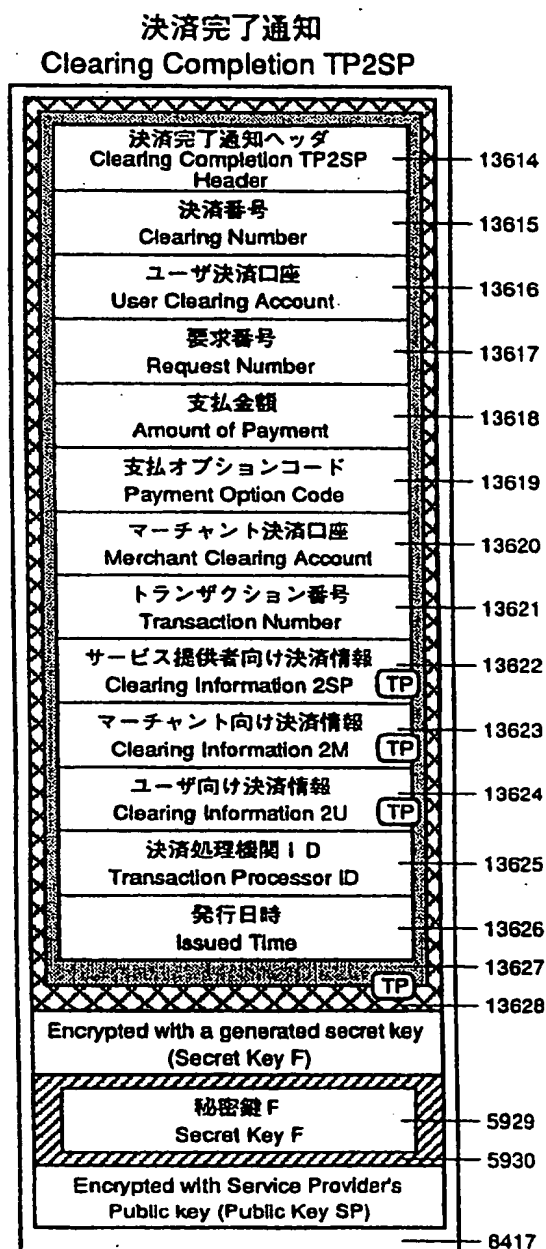 決済完了通知
Clearing Completion TP2SP
決済完了通知ヘッダ
Clearing Completion TP2SP
Header
13614
決済番号
Clearing Number
13615
ユーザ決済口座
User Clearing Account
13616
要求番号
Request Number
13617
支払金額
Amount of Payment
13618
支払オプションコード
Payment Option Code
13619
マーチャント決済口座
Merchant Clearing Account
13620
トランザクション番号
Transaction Number
13621
サービス提供者向け決済情報
Clearing Information 2SP
TP
13622
マーチャント向け決済情報
Clearing Information 2M
TP
13623
ユーザ向け決済情報
Clearing Information 2U
TP
13624
決済処理機関ID
Transaction Processor ID
13625
発行日時
Issued Time
13626
13627
TP
13628
Encrypted with a generated secret key
(Secret Key F)
秘密鍵F
Secret Key F
5929
5930
Encrypted with Service Provider's
Public key (Public Key SP)
6417